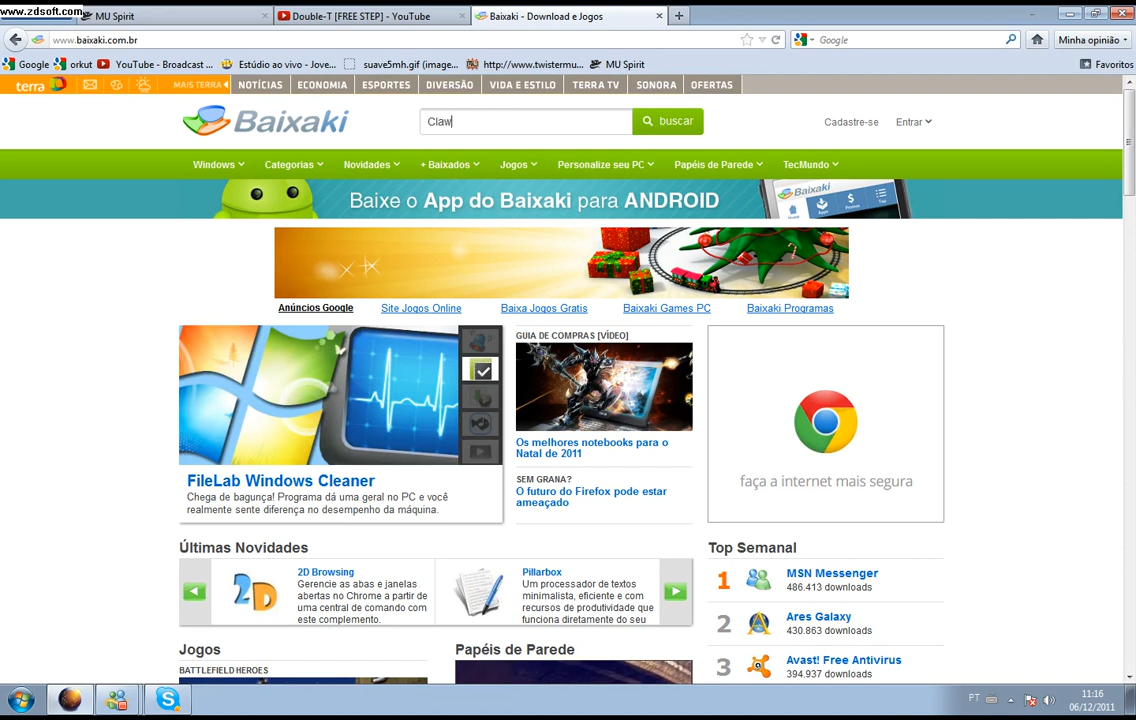 www.zdsoft.com
MU Spirit
Double-T [FREE STEP] - YouTube
Baixaki - Download e Jogos
www.baixaki.com.br
Google
Minha opinião
Google
orkut
YouTube - Broadcast ...
Estúdio ao vivo - Jove...
suave5mh.gif (image...
http://www.twistermu...
MU Spirit
Favoritos
terra
MAIS TERRA
NOTÍCIAS
ECONOMIA
ESPORTES
DIVERSÃO
VIDA E ESTILO
TERRA TV
SONORA
OFERTAS
Baixaki
Claw
buscar
Cadastre-se
Entrar
Windows
Categorias
Novidades
+ Baixados
Jogos
Personalize seu PC
Papéis de Parede
TecMundo
Baixe o App do Baixaki para ANDROID
Baixaki
Anúncios Google
Site Jogos Online
Baixa Jogos Gratis
Baixaki Games PC
Baixaki Programas
FileLab Windows Cleaner
Chega de bagunça! Programa dá uma geral no PC e você
realmente sente diferença no desempenho da máquina.
GUIA DE COMPRAS [VÍDEO]
Os melhores notebooks para o
Natal de 2011
SEM GRANA?
O futuro do Firefox pode estar
ameaçado
faça a internet mais segura
Últimas Novidades
2D
2D Browsing
Gerencie as abas e janelas
abertas no Chrome a partir de
uma central de comando com
este complemento.
Pillarbox
Um processador de textos
minimalista, eficiente e com
recursos de produtividade que
funciona diretamente do seu
Top Semanal
1
MSN Messenger
486.413 downloads
2
Ares Galaxy
430.863 downloads
3
Avast! Free Antivirus
394.937 downloads
Jogos
BATTLEFIELD HEROES
Papéis de Parede
PT
11:16
06/12/2011